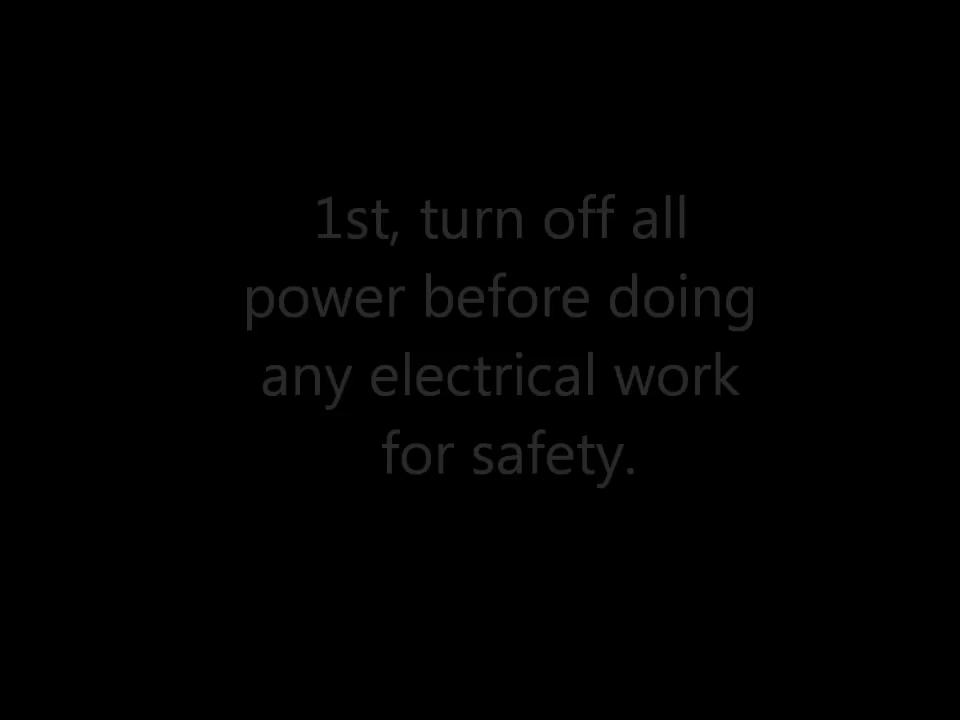 1st, turn off all
power before doing
any electrical work
for safety.